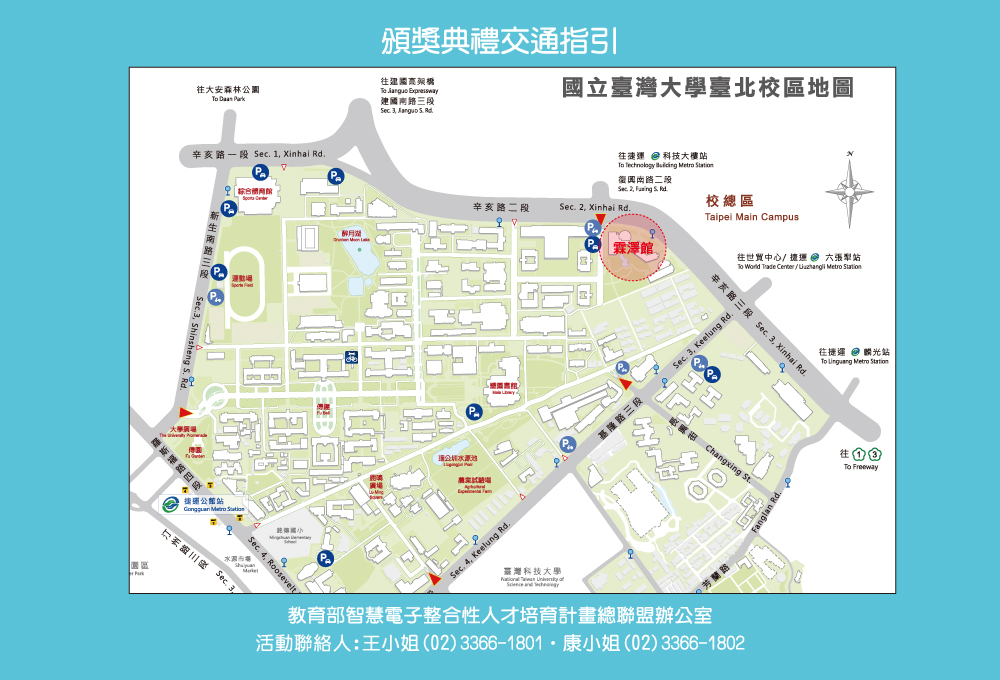 頒獎典禮交通指引
國立臺灣大學臺北校區地圖
往大安森林公園
To Daan Park
往建國高架橋
To Jianguo Expressway
建國南路三段
Sec. 3, Jianguo S. Rd.
辛亥路一段 Sec. 1, Xinhai Rd.
往捷運 科技大樓站
To Technology Building Metro Station
復興南路二段
Sec. 2, Fuxing S. Rd.
N
校總區
Taipei Main Campus
綜合體育館
Sports Center
辛亥路二段 Sec. 2, Xinhai Rd.
新生南路三段
Sec. 3, Shinsheng S. Rd.
醉月湖
Drunken Moon Lake
霖澤館
往世貿中心/捷運 六張犁站
To World Trade Center / Liuzhangli Metro Station
運動場
Sports Field
辛亥路三段 Sec. 3, Xinhai Rd.
Sec. 3, Keelung Rd.
基隆路三段
往捷運 麟光站
To Linguang Metro Station
總圖書館
Main Library
傅鐘
Fu Bell
大學廣場
The University Promenade
傅園
Fu Garden
羅斯福路四段
長興街
Changxing St.
往 1 3
To Freeway
瑠公圳水源池
Liugongjun Pool
鹿鳴廣場
Lu-Ming Square
農業試驗場
Agricultural
Experimental Farm
捷運公館站
Gongguan Metro Station
銘傳國小
Mingchuan Elementary
School
水源市場
Shuiyuan
Market
汀州路三段
Sec. 3,
Sec. 4, Roosevelt
Sec. 4, Keelung Rd.
臺灣科技大學
National Taiwan University of
Science and Technology
Fanglan Rd.
芳蘭路
園區
er Park
教育部智慧電子整合性人才培育計畫總聯盟辦公室
活動聯絡人:王小姐(02)3366-1801・康小姐(02)3366-1802